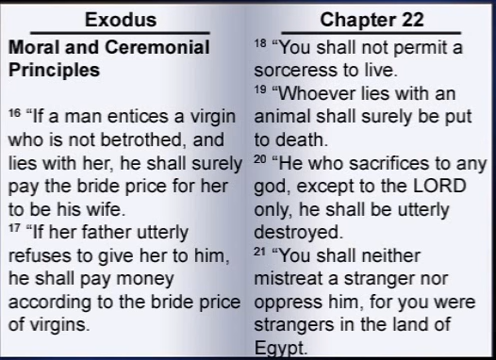 Exodus
Moral and Ceremonial
Principles
16 “If a man entices a virgin
who is not betrothed, and
lies with her, he shall surely
pay the bride price for her
to be his wife.
17 “If her father utterly
refuses to give her to him,
he shall pay money
according to the bride price
of virgins.
Chapter 22
18 “You shall not permit a
sorceress to live.
19 “Whoever lies with an
animal shall surely be put
to death.
20 “He who sacrifices to any
god, except to the LORD
only, he shall be utterly
destroyed.
21 “You shall neither
mistreat a stranger nor
oppress him, for you were
strangers in the land of
Egypt.